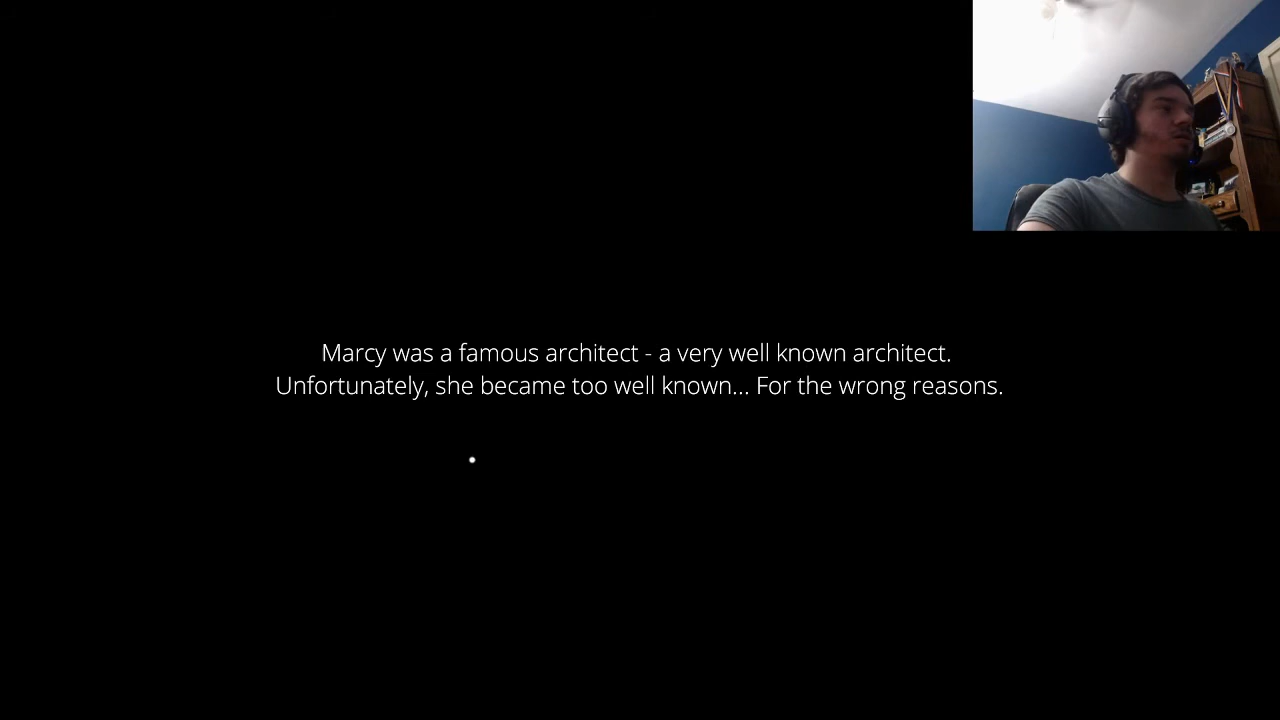 Marcy was a famous architect - a very well known architect.
Unfortunately, she became too well known... For the wrong reasons.